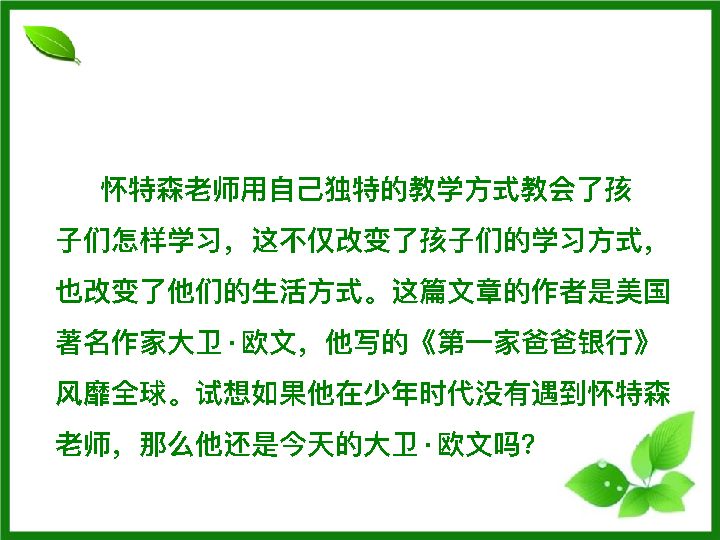 怀特森老师用自己独特的教学方式教会了孩
子们怎样学习，这不仅改变了孩子们的学习方式，
也改变了他们的生活方式。这篇文章的作者是美国
著名作家大卫·欧文，他写的《第一家爸爸银行》
风靡全球。试想如果他在少年时代没有遇到怀特森
老师，那么他还是今天的大卫·欧文吗？